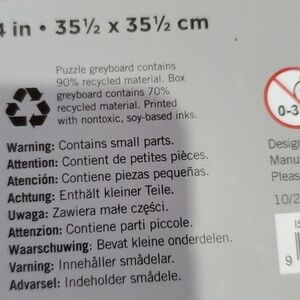 4 in • 35½ x 35½ cm
Puzzle greyboard contains
90% recycled material. Box
greyboard contains 70%
recycled material. Printed
with nontoxic, soy-based inks.
0-3
Warning: Contains small parts.
Attention: Contient de petites pièces.
Atención: Contiene piezas pequeñas.
Achtung: Enthält kleiner Teile.
Uwaga: Zawiera małe części.
Attenzion: Contiene parti piccole.
Waarschuwing: Bevat kleine onderdelen.
Varning: Innehåller smådelar.
Advarsel: Indeholder smådele.
Design
Manu
Pleas
10/2
IS
9